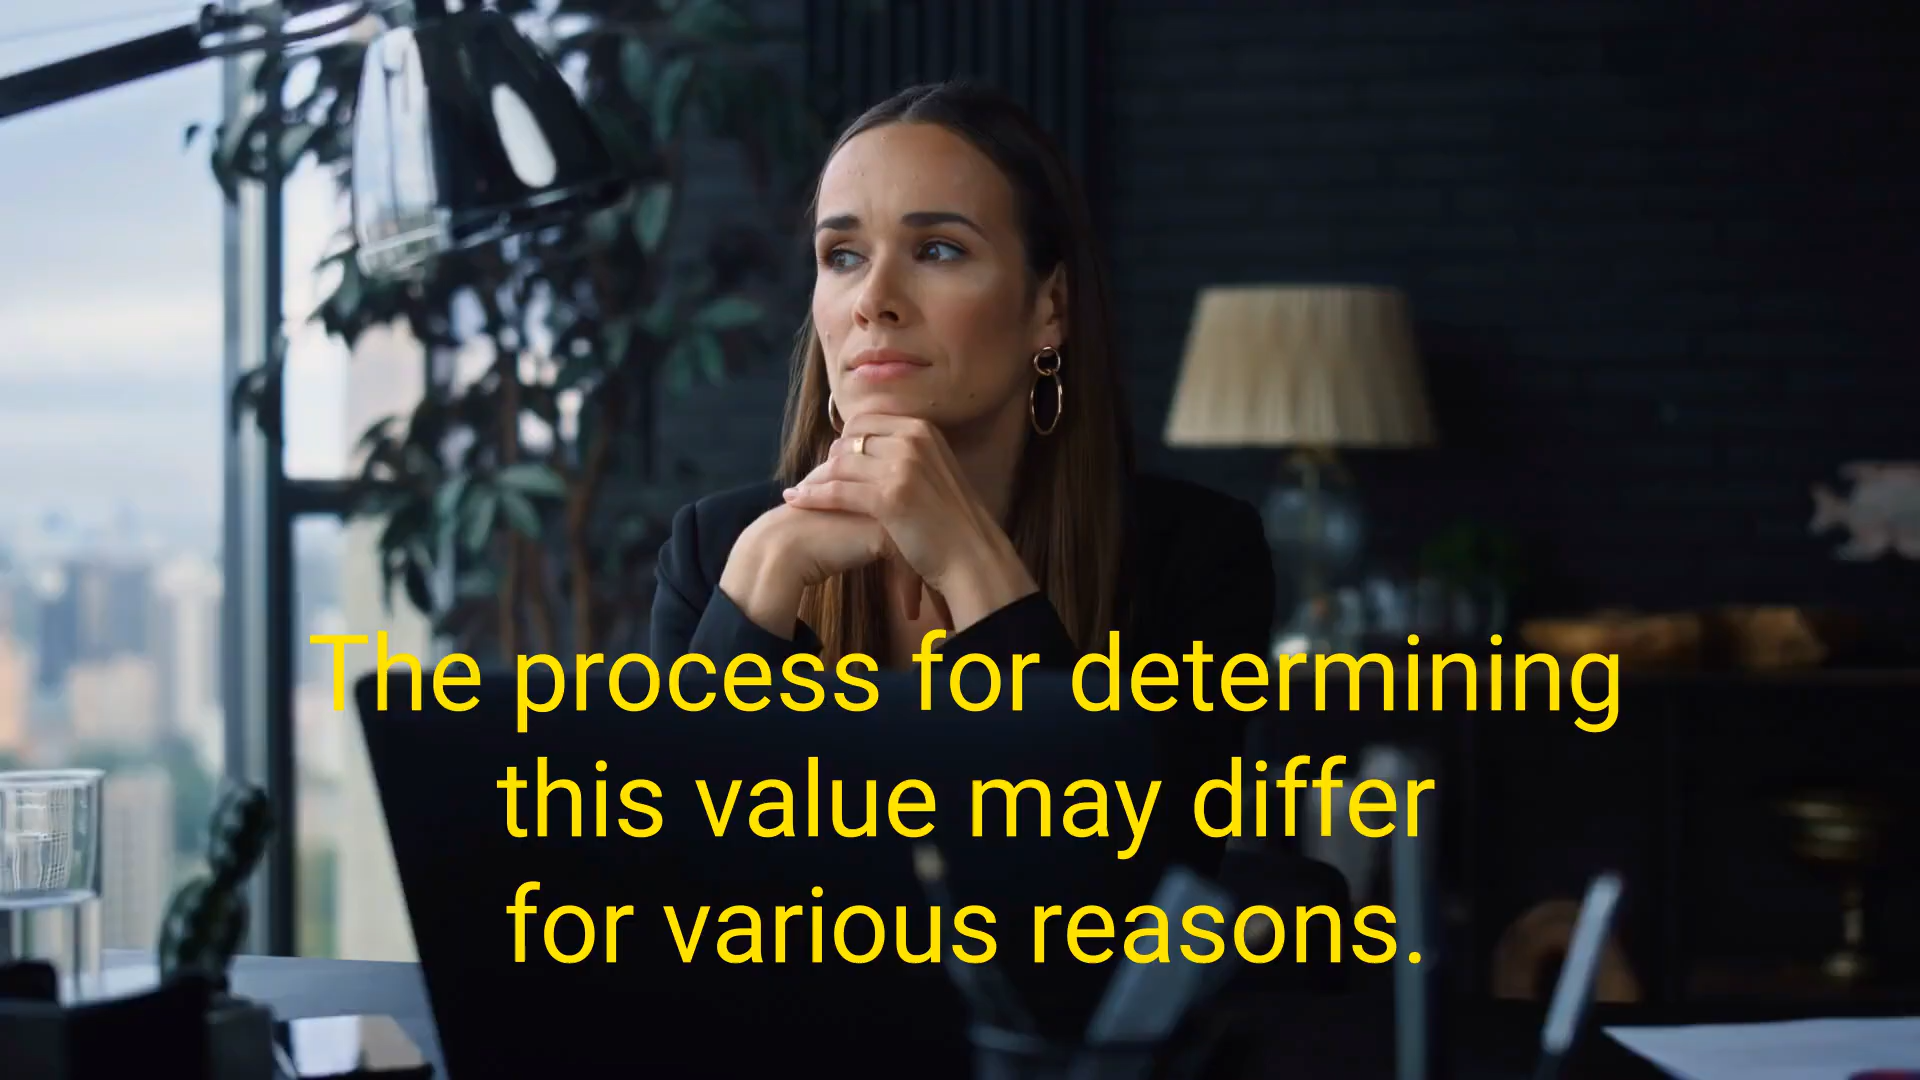 The process for determining
this value may differ
for various reasons.